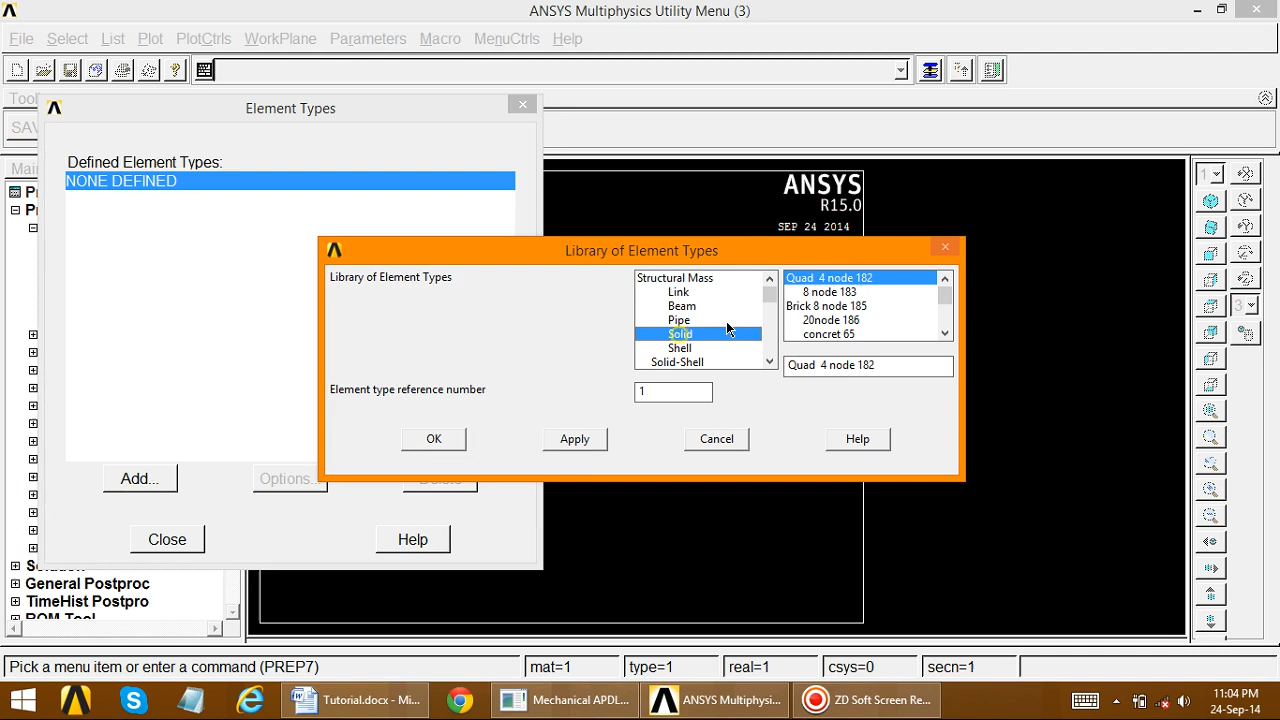 ANSYS Multiphysics Utility Menu (3)
File Select List Plot PlotCtrls WorkPlane Parameters Macro MenuCtrls Help
Element Types
Defined Element Types:
NONE DEFINED
ANSYS
R15.0
SEP 24 2014
Library of Element Types
Library of Element Types
Structural Mass
Link
Beam
Pipe
Solid
Shell
Solid-Shell
Quad 4 node 182
8 node 183
Brick 8 node 185
20node 186
concret 65
Quad 4 node 182
Element type reference number
1
OK Apply Cancel Help
Add... Options...
Close Help
General Postproc
TimeHist Postpro
ROM Tool
1
3
Pick a menu item or enter a command (PREP7)
mat=1 type=1 real=1 csys=0 secn=1
Tutorial.docx - Mi...
Mechanical APDL...
ANSYS Multiphysi...
ZD Soft Screen Re...
11:04 PM
24-Sep-14